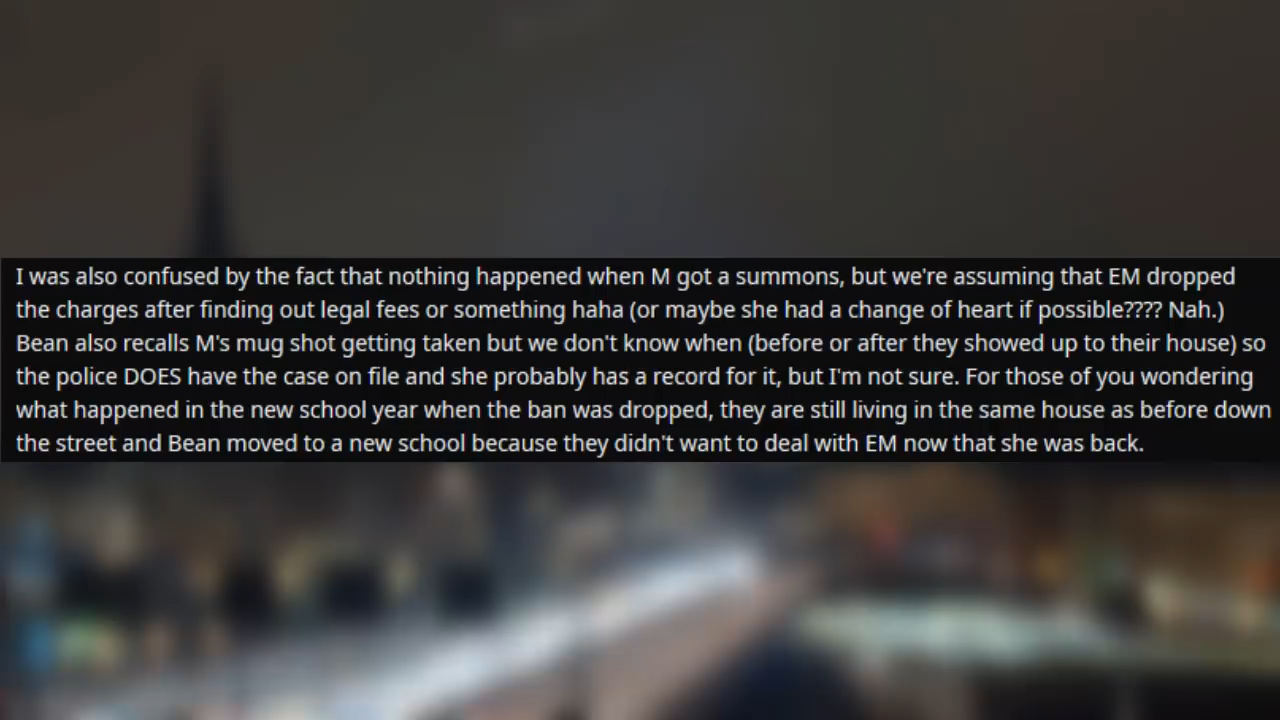 I was also confused by the fact that nothing happened when M got a summons, but we're assuming that EM dropped
the charges after finding out legal fees or something haha (or maybe she had a change of heart if possible???? Nah.)
Bean also recalls M's mug shot getting taken but we don't know when (before or after they showed up to their house) so
the police DOES have the case on file and she probably has a record for it, but I'm not sure. For those of you wondering
what happened in the new school year when the ban was dropped, they are still living in the same house as before down
the street and Bean moved to a new school because they didn't want to deal with EM now that she was back.